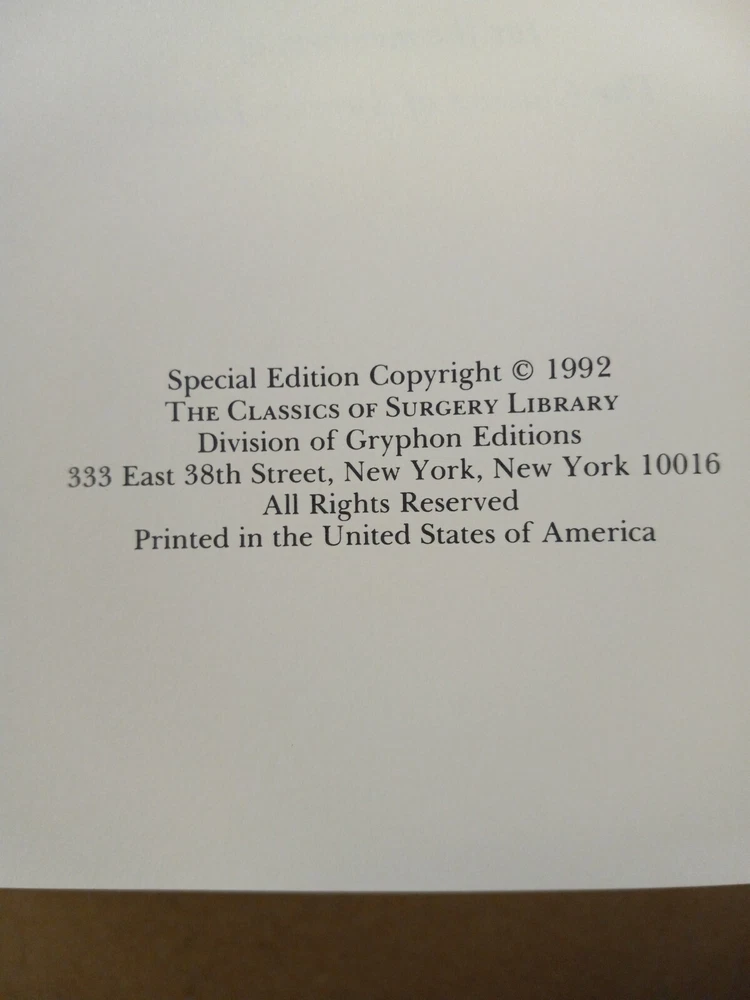 Special Edition Copyright © 1992
THE CLASSICS OF SURGERY LIBRARY
Division of Gryphon Editions
333 East 38th Street, New York, New York 10016
All Rights Reserved
Printed in the United States of America